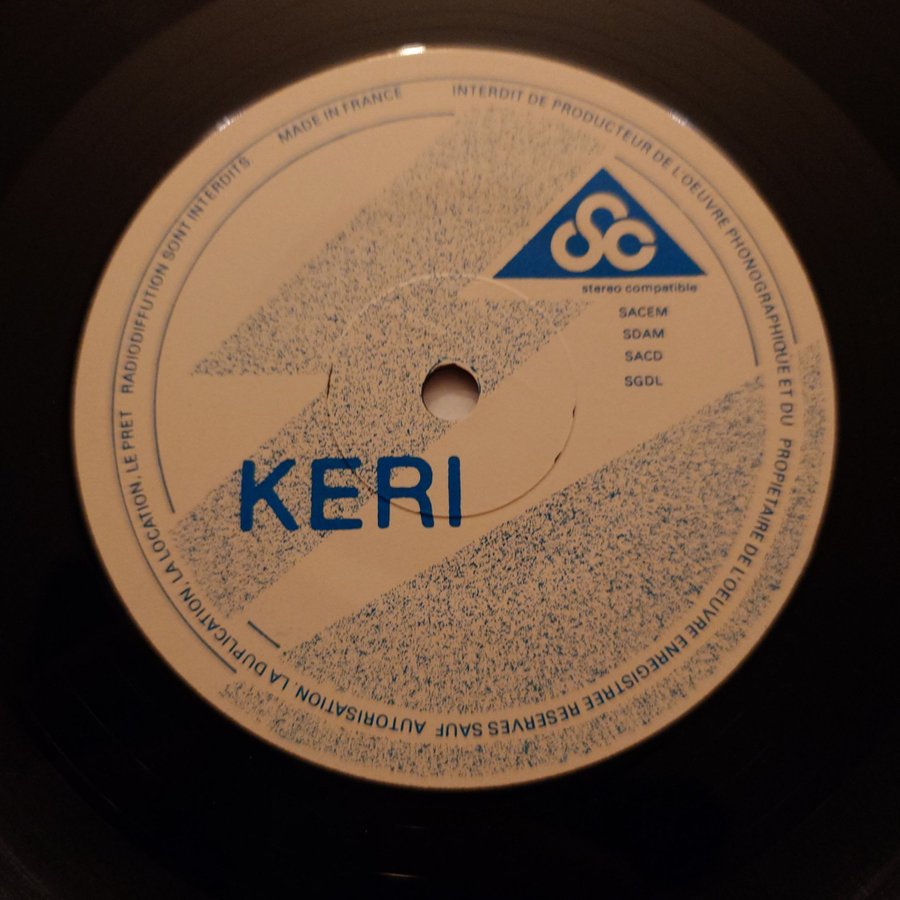 MADE IN FRANCE
INTERDIT DE PRODUCTEUR DE L'OEUVRE PHONOGRAPHIQUE ET DU PROPIETAIRE DE L'OEUVRE ENREGISTREE RESERVES SAUF AUTORISATION LA DUPLICATION, LA LOCATION, LE PRET RADIODIFFUTION SONT INTERDITS
stereo compatible
SACEM
SDAM
SACD
SGDL
KERI